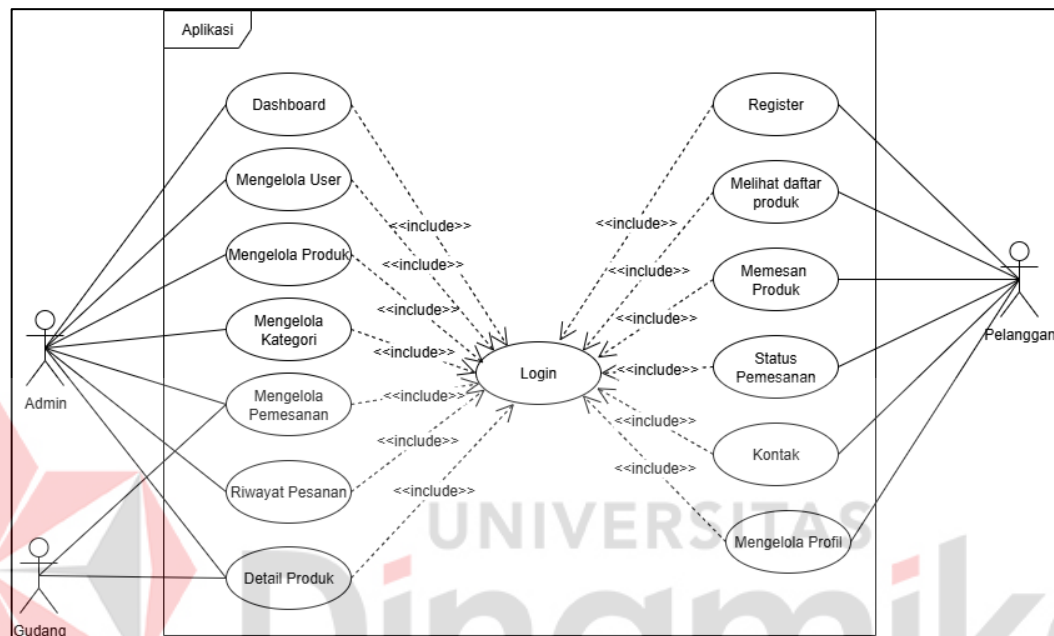 Aplikasi
Dashboard
Register
Mengelola User
Melihat daftar
produk
<<include>>
<<include>>
Mengelola Produk
<<include>>
<<include>>
Memesan
Produk
Mengelola
Kategori
<<include>>
<<include>>
Login
Status
Pemesanan
Pelanggan
Admin
Mengelola
Pemesanan
<<include>>
<<include>>
<<include>>
<<include>>
Kontak
Riwayat Pesanan
<<include>>
<<include>>
Mengelola Profil
Detail Produk
Gudang
UNIVERSITAS
Dinamika